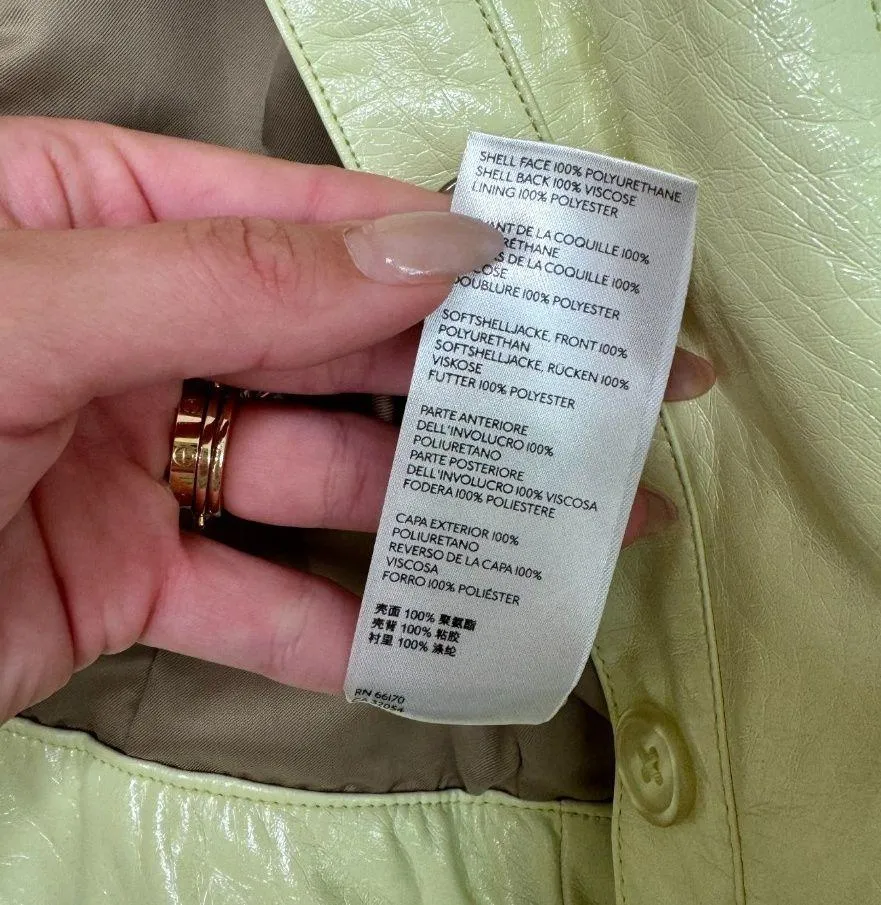 SHELL FACE 100% POLYURETHANE
SHELL BACK 100% VISCOSE
LINING 100% POLYESTER
DE LA COQUILLE 100%
DE LA COQUILLE 100%
DOUBLURE 100% POLYESTER
SOFTSHELLJACKE, FRONT 100%
POLYURETHAN
SOFTSHELLJACKE, RÜCKEN 100%
VISKOSE
FUTTER 100% POLYESTER
PARTE ANTERIORE
DELL'INVOLUCRO 100%
POLIURETANO
PARTE POSTERIORE
DELL'INVOLUCRO 100% VISCOSA
FODERA 100% POLIESTERE
CAPA EXTERIOR 100%
POLIURETANO
REVERSO DE LA CAPA 100%
VISCOSA
FORRO 100% POLIÉSTER
壳面 100% 聚氨酯
壳背 100% 粘胶
衬里 100% 涤纶
RN 66170